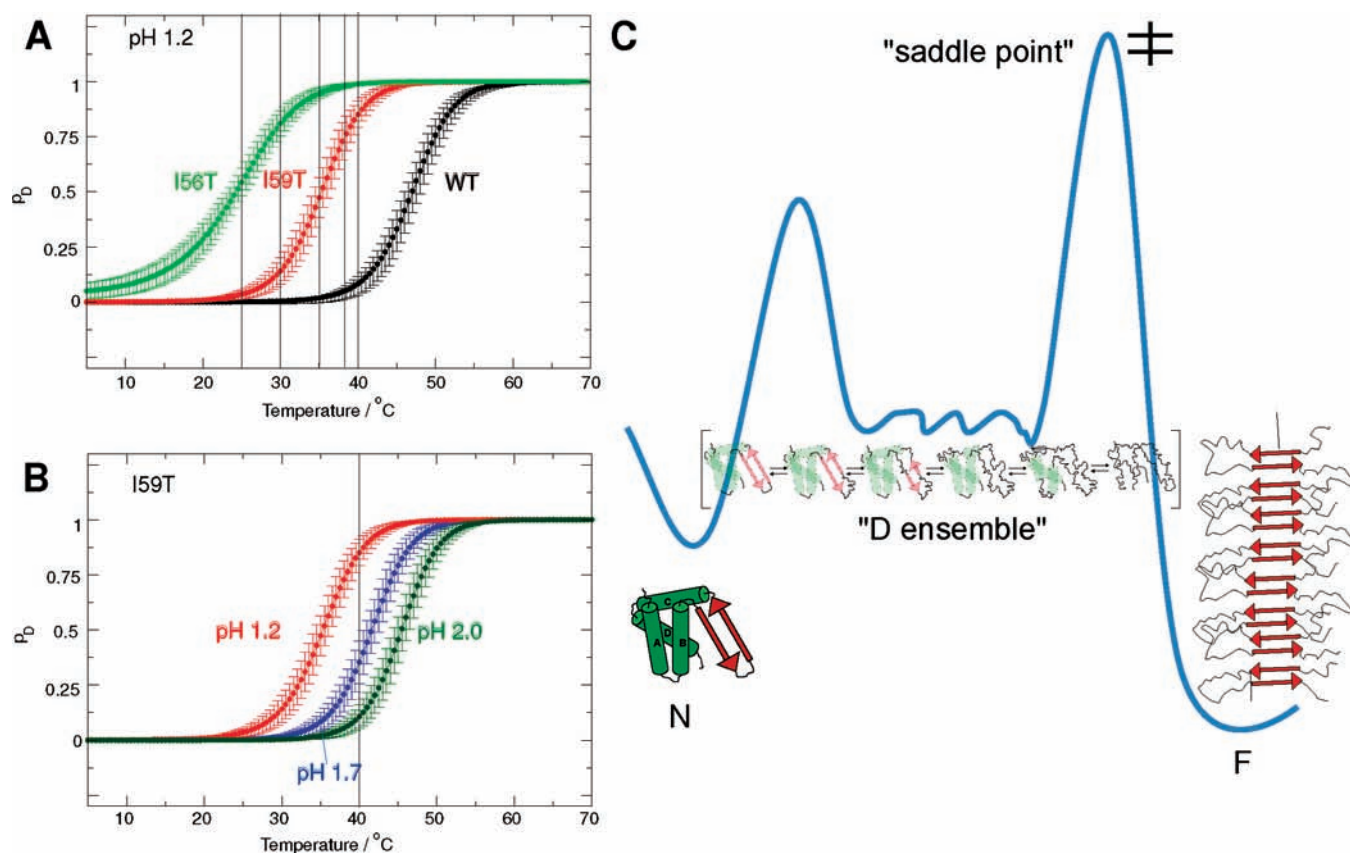 A
pH 1.2
1
0.75
0.5
0.25
0
pD
I56T
I59T
WT
10 20 30 40 50 60 70
Temperature / °C
B
I59T
1
0.75
0.5
0.25
0
pD
pH 1.2
pH 2.0
pH 1.7
10 20 30 40 50 60 70
Temperature / °C
C
"saddle point" ‡
"D ensemble"
C
A D B
N
F